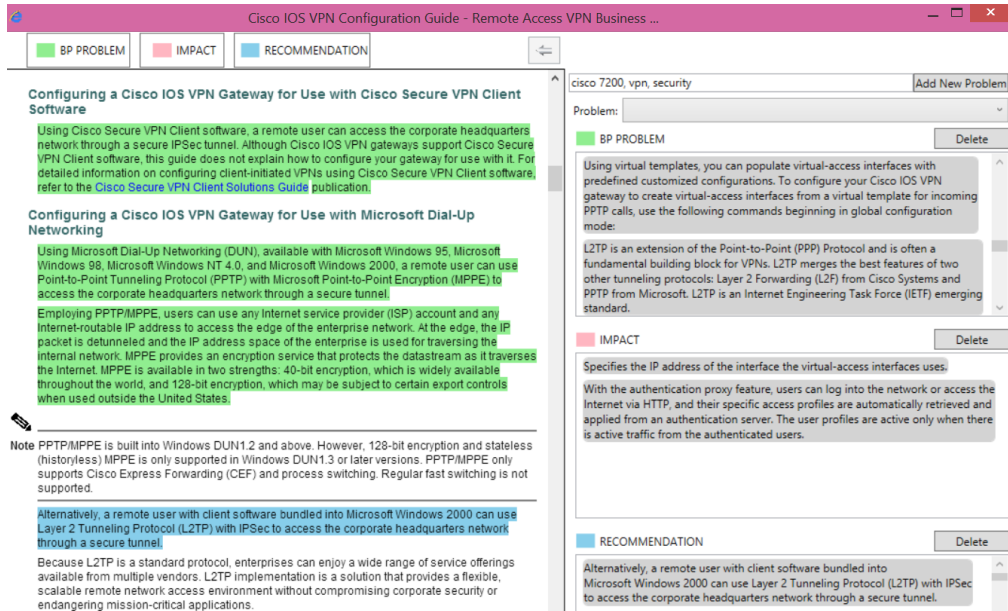 Cisco IOS VPN Configuration Guide - Remote Access VPN Business ...
BP PROBLEM
IMPACT
RECOMMENDATION
Configuring a Cisco IOS VPN Gateway for Use with Cisco Secure VPN Client
Software
Using Cisco Secure VPN Client software, a remote user can access the corporate headquarters
network through a secure IPSec tunnel. Although Cisco IOS VPN gateways support Cisco Secure
VPN Client software, this guide does not explain how to configure your gateway for use with it. For
detailed information on configuring client-initiated VPNs using Cisco Secure VPN Client software,
refer to the Cisco Secure VPN Client Solutions Guide publication.
Configuring a Cisco IOS VPN Gateway for Use with Microsoft Dial-Up
Networking
Using Microsoft Dial-Up Networking (DUN), available with Microsoft Windows 95, Microsoft
Windows 98, Microsoft Windows NT 4.0, and Microsoft Windows 2000, a remote user can use
Point-to-Point Tunneling Protocol (PPTP) with Microsoft Point-to-Point Encryption (MPPE) to
access the corporate headquarters network through a secure tunnel.
Employing PPTP/MPPE, users can use any Internet service provider (ISP) account and any
Internet-routable IP address to access the edge of the enterprise network. At the edge, the IP
packet is detunneled and the IP address space of the enterprise is used for traversing the
internal network. MPPE provides an encryption service that protects the datastream as it traverses
the Internet. MPPE is available in two strengths: 40-bit encryption, which is widely available
throughout the world, and 128-bit encryption, which may be subject to certain export controls
when used outside the United States.
Note PPTP/MPPE is built into Windows DUN1.2 and above. However, 128-bit encryption and stateless
(historyless) MPPE is only supported in Windows DUN1.3 or later versions. PPTP/MPPE only
supports Cisco Express Forwarding (CEF) and process switching. Regular fast switching is not
supported.
Alternatively, a remote user with client software bundled into Microsoft Windows 2000 can use
Layer 2 Tunneling Protocol (L2TP) with IPSec to access the corporate headquarters network
through a secure tunnel.
Because L2TP is a standard protocol, enterprises can enjoy a wide range of service offerings
available from multiple vendors. L2TP implementation is a solution that provides a flexible,
scalable remote network access environment without compromising corporate security or
endangering mission-critical applications.
cisco 7200, vpn, security
Add New Problem
Problem:
BP PROBLEM
Delete
Using virtual templates, you can populate virtual-access interfaces with
predefined customized configurations. To configure your Cisco IOS VPN
gateway to create virtual-access interfaces from a virtual template for incoming
PPTP calls, use the following commands beginning in global configuration
mode:
L2TP is an extension of the Point-to-Point (PPP) Protocol and is often a
fundamental building block for VPNs. L2TP merges the best features of two
other tunneling protocols: Layer 2 Forwarding (L2F) from Cisco Systems and
PPTP from Microsoft. L2TP is an Internet Engineering Task Force (IETF) emerging
standard.
IMPACT
Delete
Specifies the IP address of the interface the virtual-access interfaces uses.
With the authentication proxy feature, users can log into the network or access the
Internet via HTTP, and their specific access profiles are automatically retrieved and
applied from an authentication server. The user profiles are active only when there
is active traffic from the authenticated users.
RECOMMENDATION
Delete
Alternatively, a remote user with client software bundled into
Microsoft Windows 2000 can use Layer 2 Tunneling Protocol (L2TP) with IPSec
to access the corporate headquarters network through a secure tunnel.